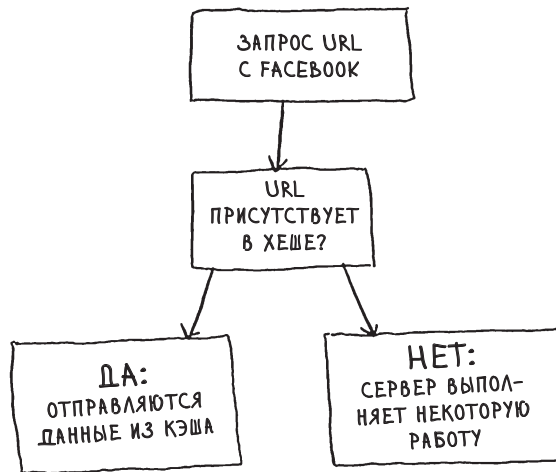 ЗАПРОС URL
С FACEBOOK
URL
ПРИСУТСТВУЕТ
В ХЕШЕ?
ДА:
ОТПРАВЛЯЮТСЯ
ДАННЫЕ ИЗ КЭША
НЕТ:
СЕРВЕР ВЫПОЛ-
НЯЕТ НЕКОТОРУЮ
РАБОТУ